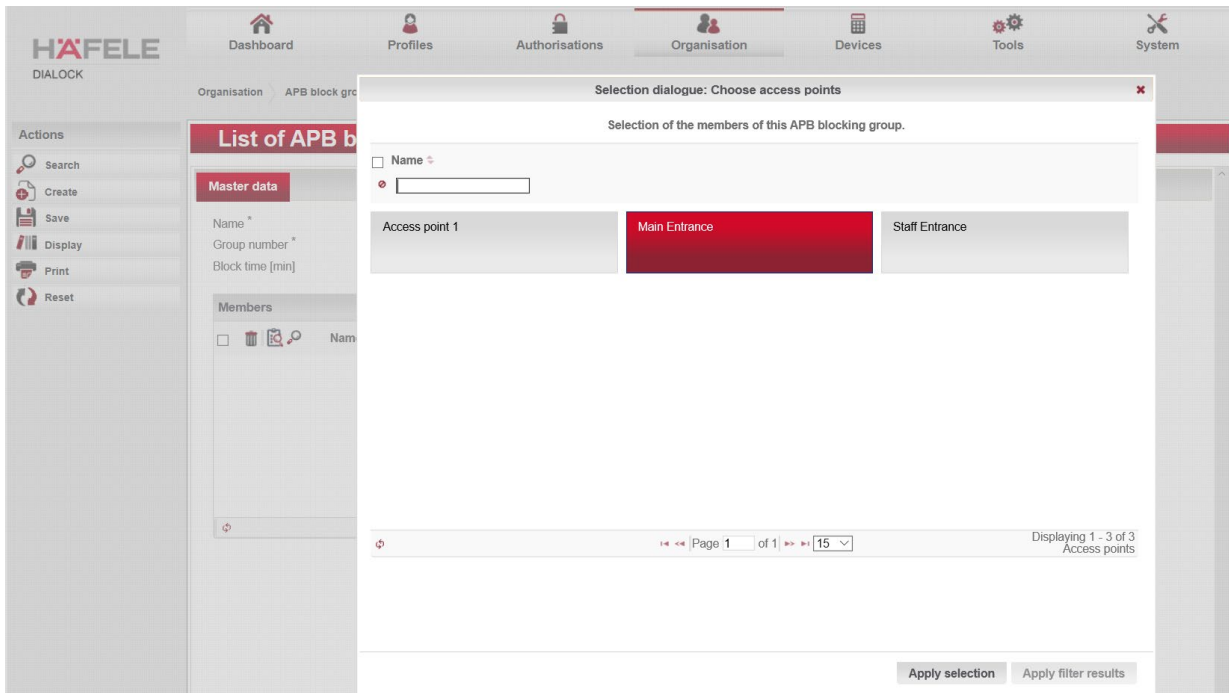 HÄFELE
DIALOCK
Dashboard
Profiles
Authorisations
Organisation
Devices
Tools
System
Organisation
APB block gro
Actions
Search
Create
Save
Display
Print
Reset
List of APB b
Master data
Name *
Group number *
Block time [min]
Members
Nam
Selection dialogue: Choose access points
Selection of the members of this APB blocking group.
Name
Access point 1
Main Entrance
Staff Entrance
Page 1 of 1 15
Displaying 1 - 3 of 3
Access points
Apply selection
Apply filter results